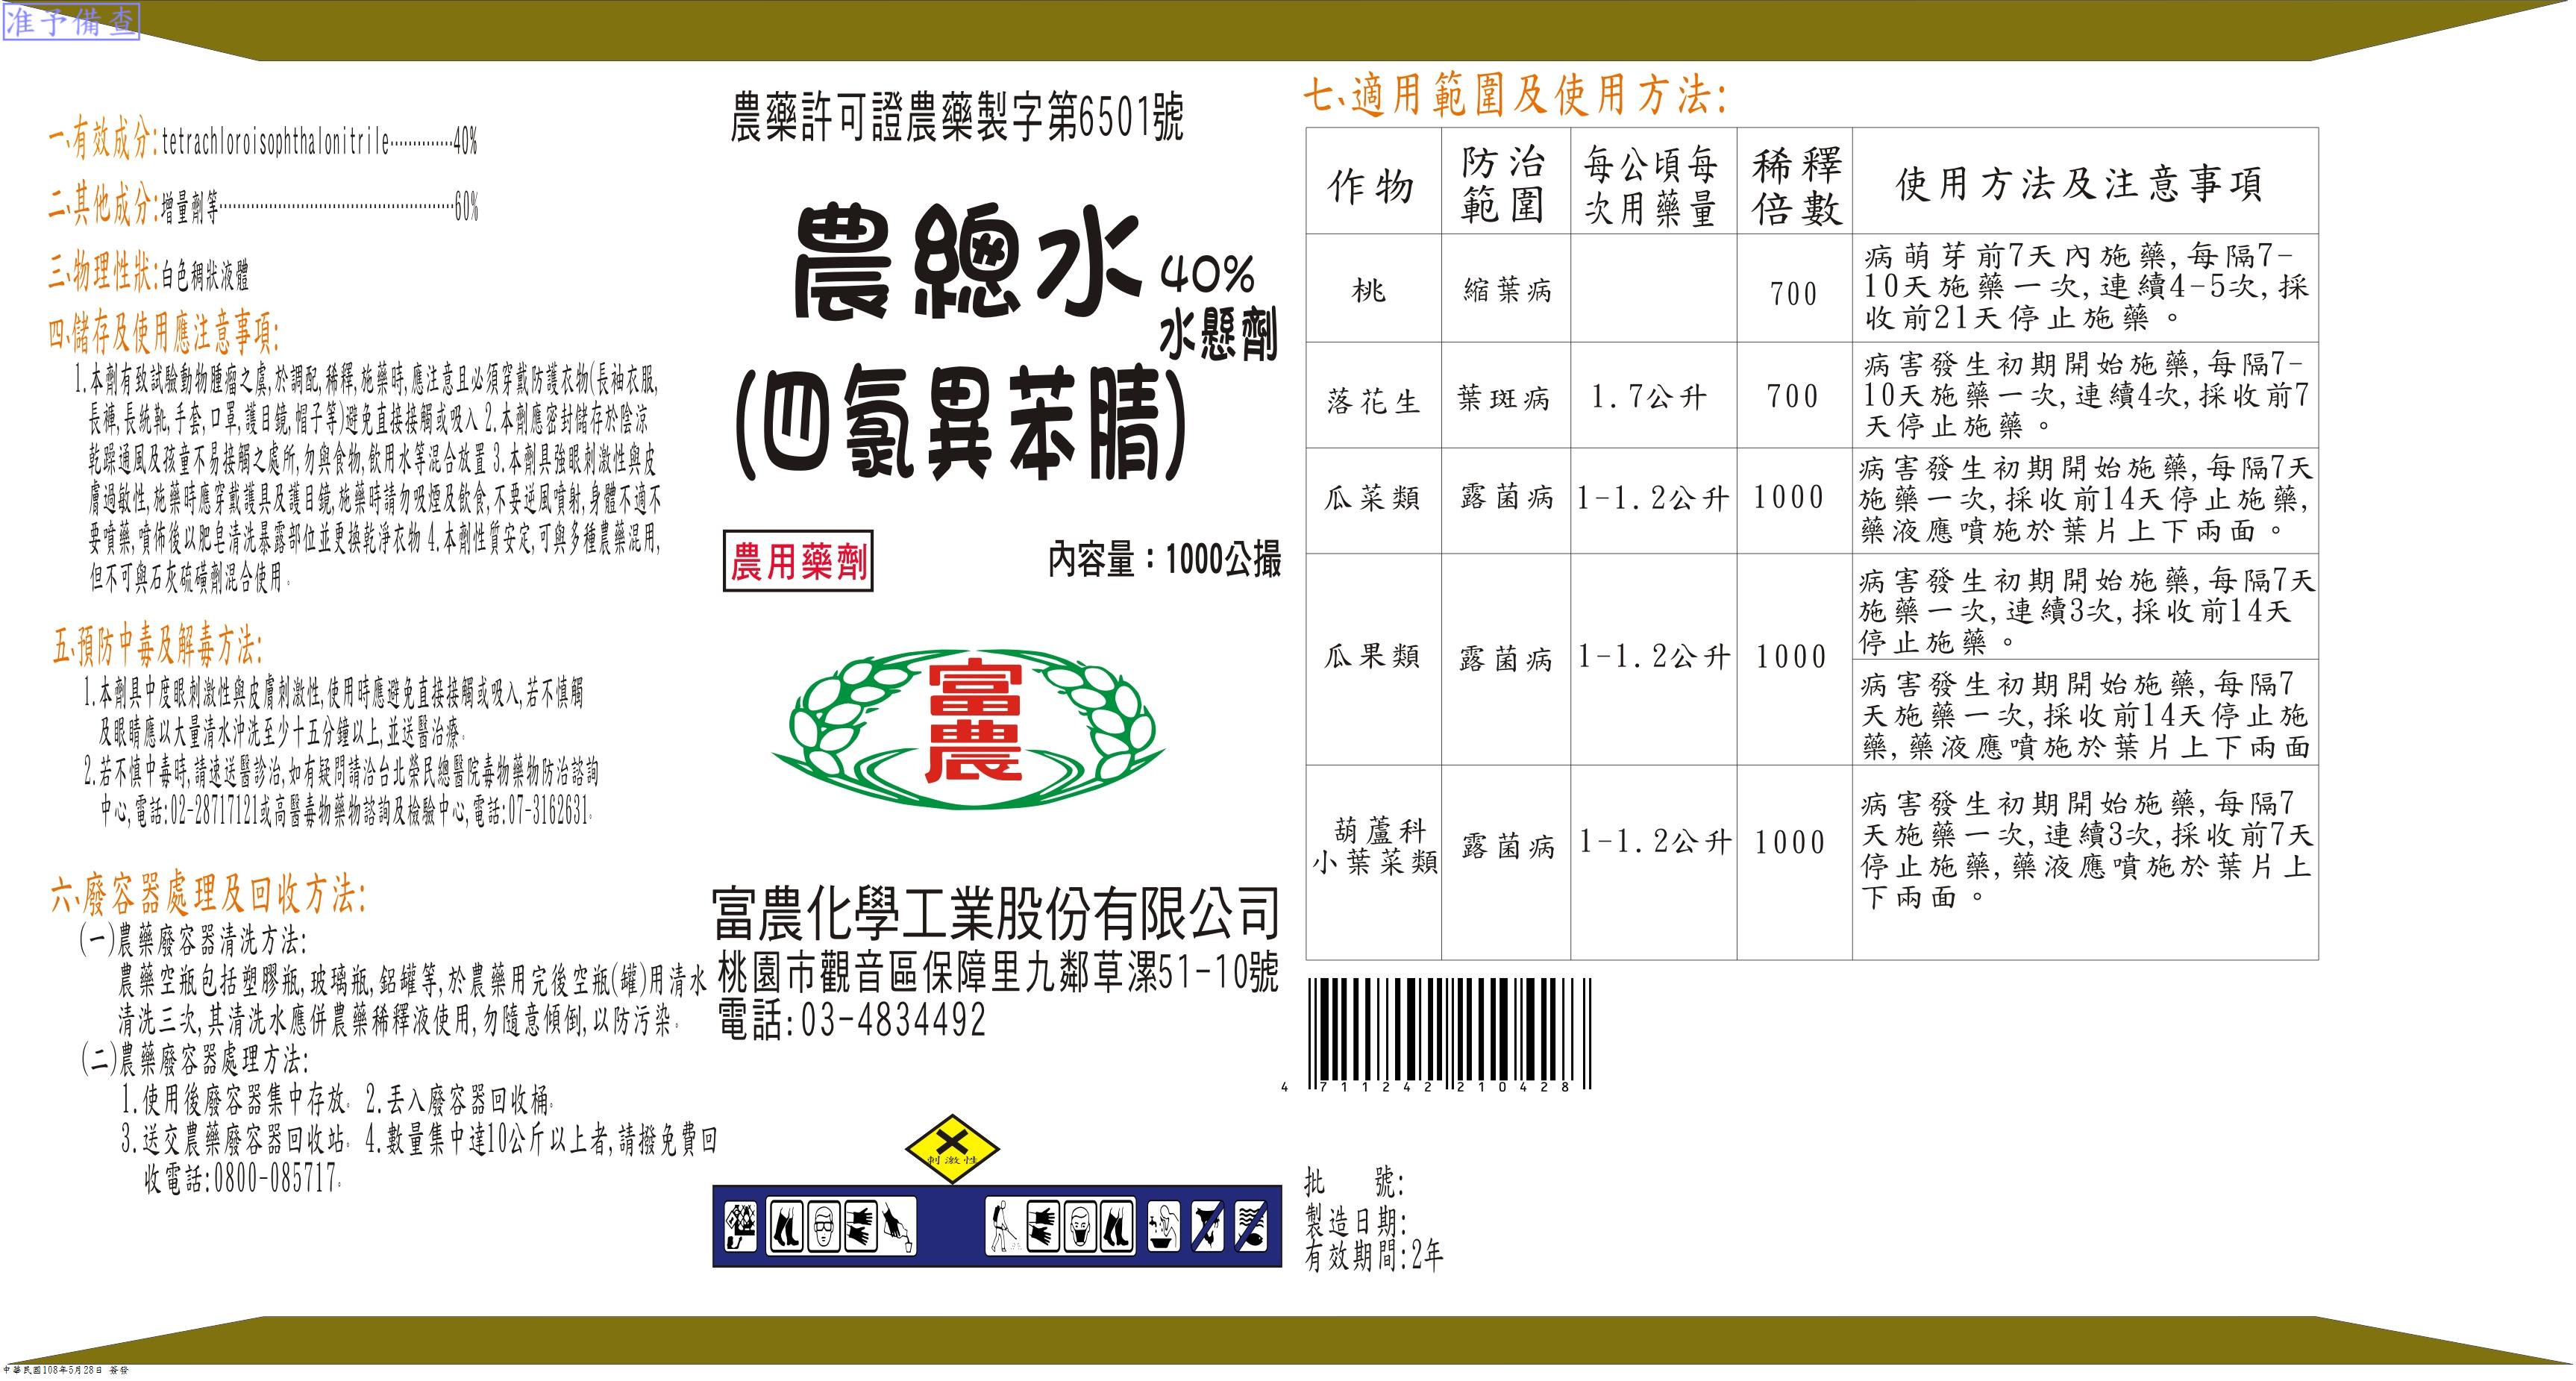 准予備查
一、有效成分:tetrachloroisophthalonitrile-------------40%
二、其他成分:增量劑等--------------------------------------------------60%
三、物理性狀:白色稠狀液體
四、儲存及使用應注意事項:
1.本劑有致試驗動物腫瘤之虞,於調配,稀釋,施藥時,應注意且必須穿戴防護衣物(長袖衣服,
長褲,長統靴,手套,口罩,護目鏡,帽子等)避免直接接觸或吸入 2.本劑應密封儲存於陰涼
乾躁通風及孩童不易接觸之處所,勿與食物,飲用水等混合放置 3.本劑具強眼刺激性與皮
膚過敏性,施藥時應穿戴護具及護目鏡,施藥時請勿吸煙及飲食,不要逆風噴射,身體不適不
要噴藥,噴佈後以肥皂清洗暴露部位並更換乾淨衣物 4.本劑性質安定,可與多種農藥混用,
但不可與石灰硫磺劑混合使用。
五、預防中毒及解毒方法:
1.本劑具中度眼刺激性與皮膚刺激性,使用時應避免直接接觸或吸入,若不慎觸
及眼睛應以大量清水沖洗至少十五分鐘以上,並送醫治療。
2.若不慎中毒時,請速送醫診治,如有疑問請洽台北榮民總醫院毒物藥物防治諮詢
中心,電話:02-28717121或高醫毒物藥物諮詢及檢驗中心,電話:07-3162631。
六、廢容器處理及回收方法:
(一)農藥廢容器清洗方法:
農藥空瓶包括塑膠瓶,玻璃瓶,鋁罐等,於農藥用完後空瓶(罐)用清水
清洗三次,其清洗水應併農藥稀釋液使用,勿隨意傾倒,以防污染。
(二)農藥廢容器處理方法:
1.使用後廢容器集中存放。 2.丟入廢容器回收桶。
3.送交農藥廢容器回收站。 4.數量集中達10公斤以上者,請撥免費回
收電話:0800-085717。
農藥許可證農藥製字第6501號
農總水 40%
水懸劑
(四氯異苯腈)
農用藥劑 內容量：1000公撮
富農
富農化學工業股份有限公司
桃園市觀音區保障里九鄰草漯51-10號
電話:03-4834492
刺激性
七、適用範圍及使用方法:
作物 防治範圍 每公頃每次用藥量 稀釋倍數 使用方法及注意事項
桃 縮葉病 700 病萌芽前7天內施藥,每隔7-
10天施藥一次,連續4-5次,採
收前21天停止施藥。
落花生 葉斑病 1.7公升 700 病害發生初期開始施藥,每隔7-
10天施藥一次,連續4次,採收前7
天停止施藥。
瓜菜類 露菌病 1-1.2公升 1000 病害發生初期開始施藥,每隔7天
施藥一次,採收前14天停止施藥,
藥液應噴施於葉片上下兩面。
瓜果類 露菌病 1-1.2公升 1000 病害發生初期開始施藥,每隔7天
施藥一次,連續3次,採收前14天
停止施藥。
病害發生初期開始施藥,每隔7
天施藥一次,採收前14天停止施
藥,藥液應噴施於葉片上下兩面
葫蘆科
小葉菜類 露菌病 1-1.2公升 1000 病害發生初期開始施藥,每隔7
天施藥一次,連續3次,採收前7天
停止施藥,藥液應噴施於葉片上
下兩面。
4 711242 210428
批 號:
製造日期:
有效期間:2年
中華民國108年5月28日 簽發